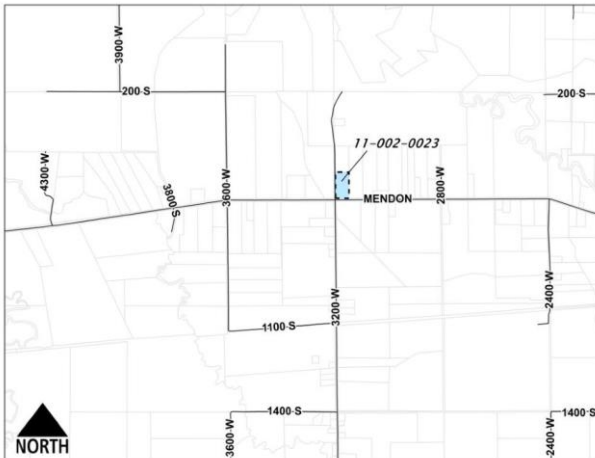 3900 W
200 S
200 S
11-002-0023
4300 W
3800 S
3600 W
MENDON
2800 W
3200 W
2400 W
1100 S
1400 S
1400 S
3600 W
2400 W
NORTH